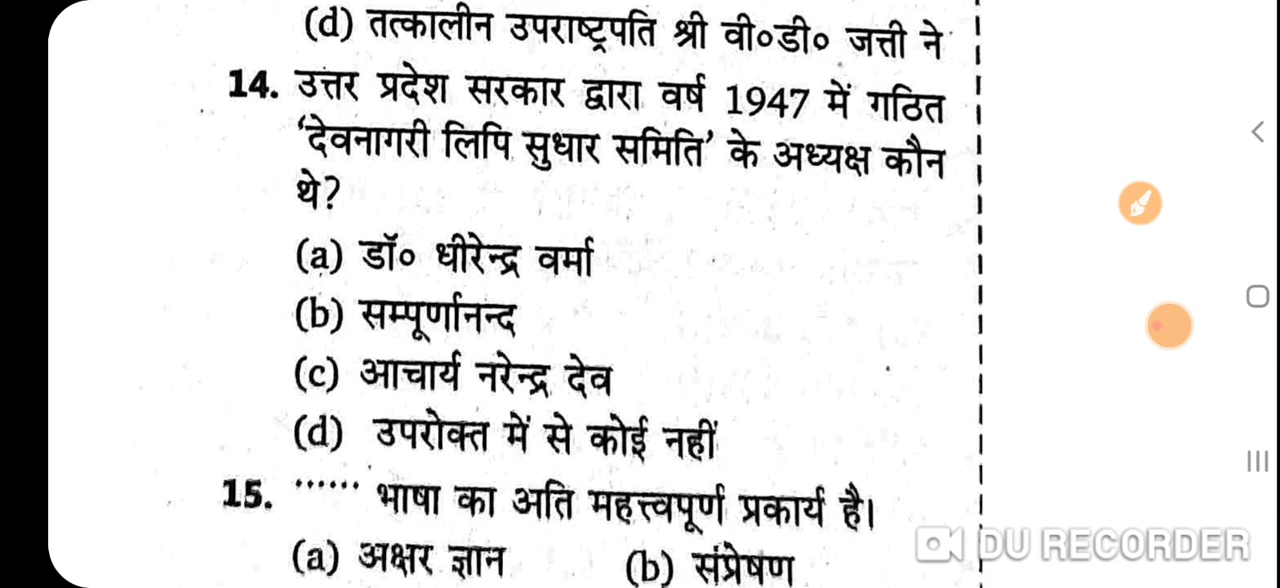 (d) तत्कालीन उपराष्ट्रपति श्री वी०डी० जत्ती ने
14. उत्तर प्रदेश सरकार द्वारा वर्ष 1947 में गठित
‘देवनागरी लिपि सुधार समिति’ के अध्यक्ष कौन
थे?
(a) डॉ० धीरेन्द्र वर्मा
(b) सम्पूर्णानन्द
(c) आचार्य नरेन्द्र देव
(d) उपरोक्त में से कोई नहीं
15. ...... भाषा का अति महत्त्वपूर्ण प्रकार्य है।
(a) अक्षर ज्ञान (b) संप्रेषण
DU RECORDER